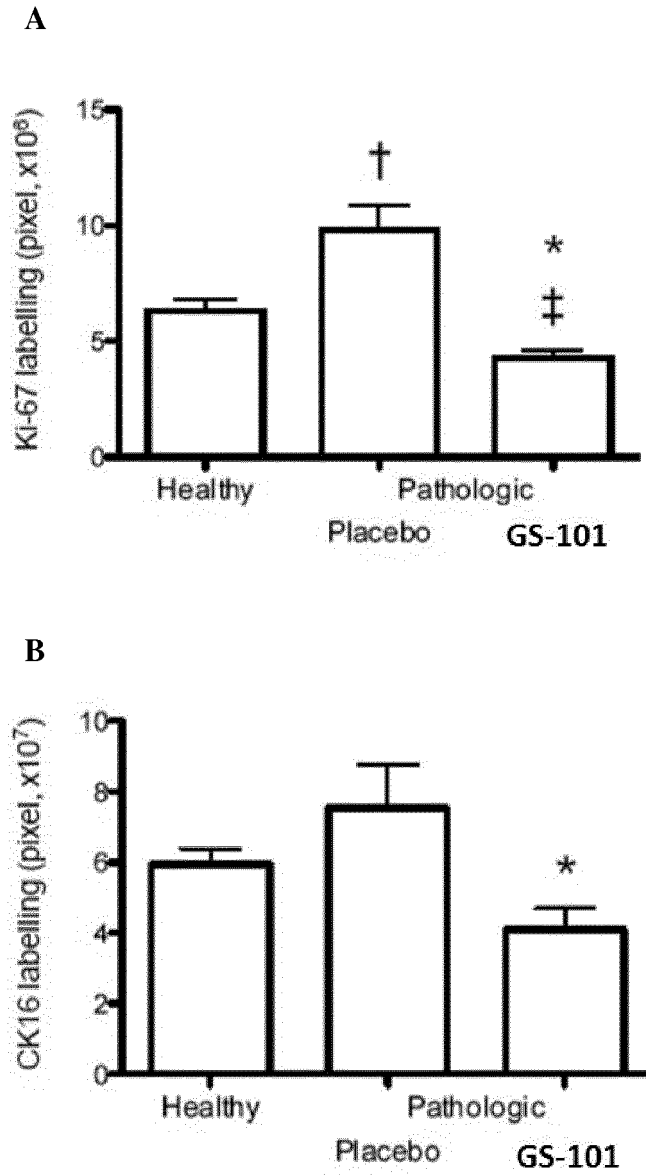 A
Ki-67 labelling (pixel, x10⁶)
15
10
5
0
†
*
‡
Healthy Pathologic
Placebo GS-101
B
CK16 labelling (pixel, x10⁷)
10
8
6
4
2
0
*
Healthy Pathologic
Placebo GS-101